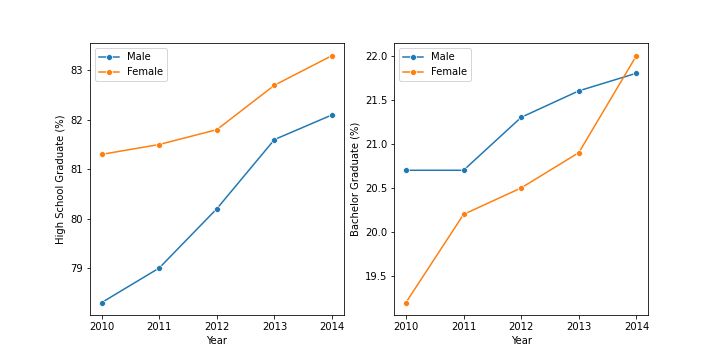 Male
Female
83
82
81
80
79
High School Graduate (%)
2010 2011 2012 2013 2014
Year
Male
Female
22.0
21.5
21.0
20.5
20.0
19.5
Bachelor Graduate (%)
2010 2011 2012 2013 2014
Year